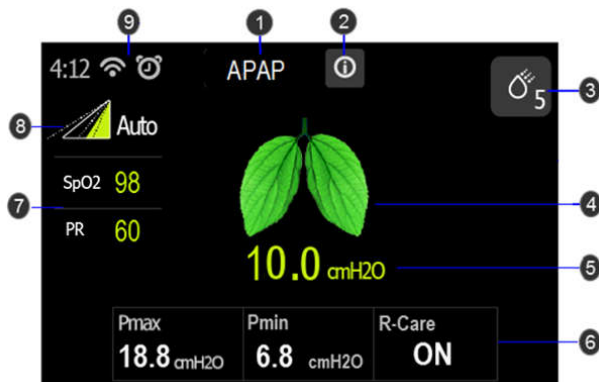 9 1 2
4:12 APAP
5 3
8 Auto
SpO2 98
7
PR 60
4
10.0 cmH2O 5
Pmax Pmin R-Care
18.8 cmH2O 6.8 cmH2O ON 6